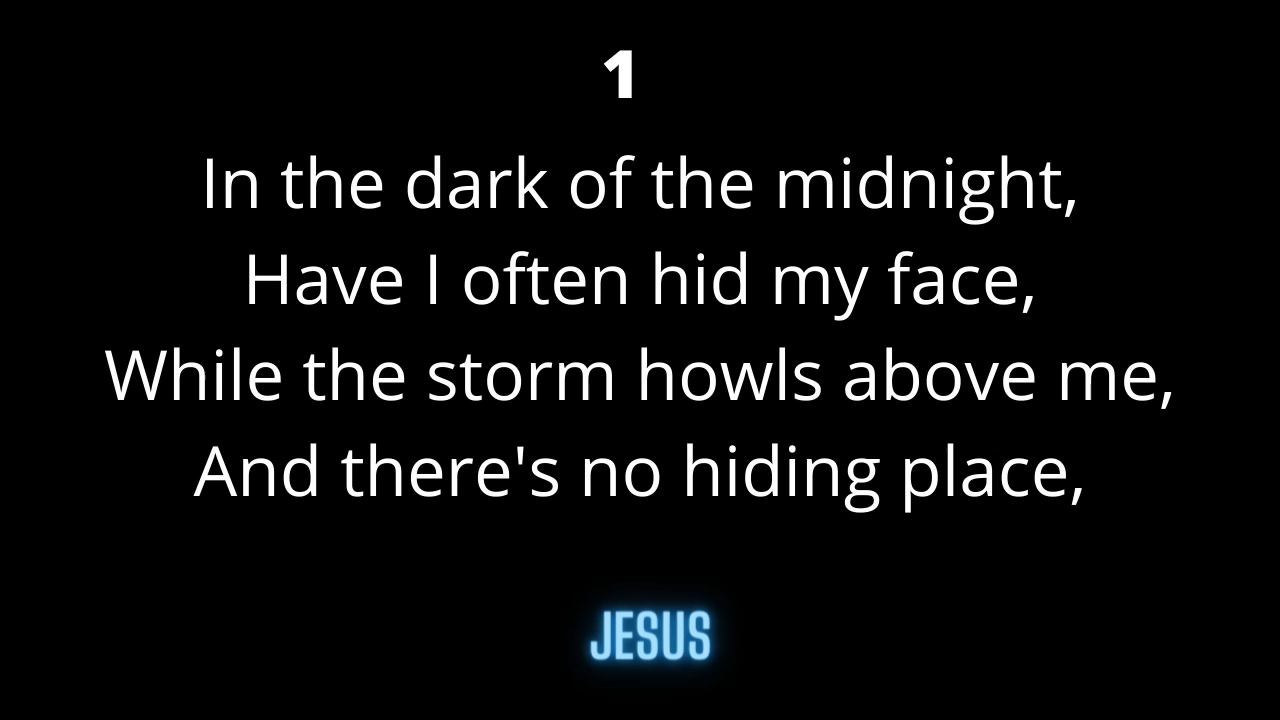 1
In the dark of the midnight,
Have I often hid my face,
While the storm howls above me,
And there's no hiding place,
JESUS